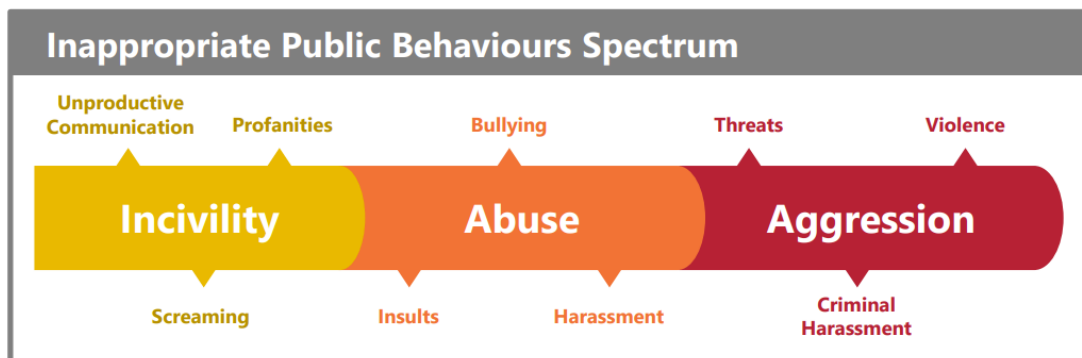 Inappropriate Public Behaviours Spectrum
Unproductive
Communication
Profanities
Bullying
Threats
Violence
Incivility
Abuse
Aggression
Screaming
Insults
Harassment
Criminal
Harassment